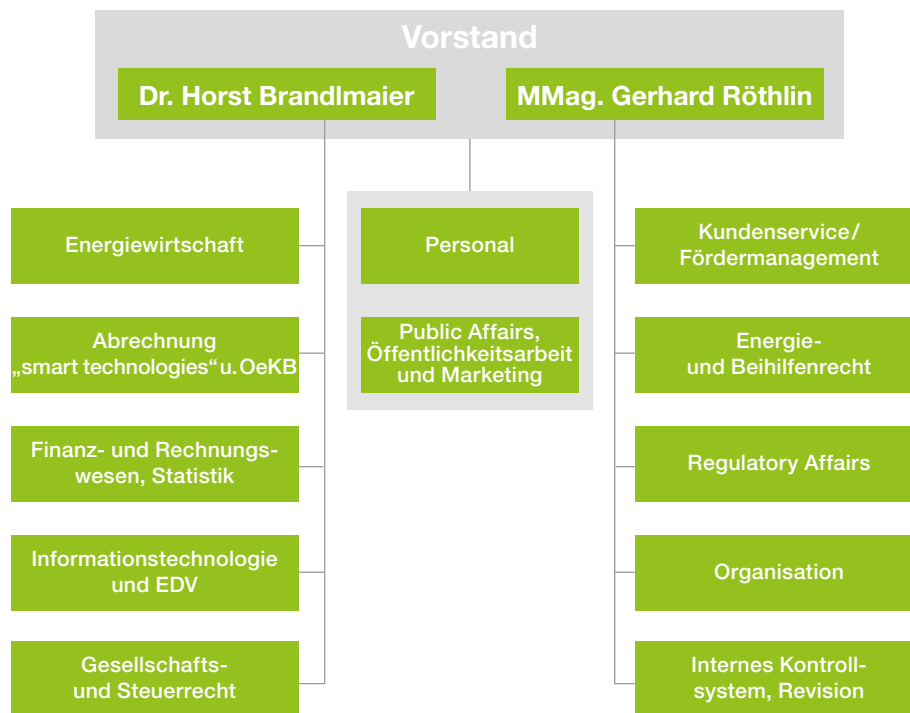 Vorstand
Dr. Horst Brandlmaier
MMag. Gerhard Röthlin
Energiewirtschaft
Abrechnung
„smart technologies“ u. OeKB
Finanz- und Rechnungs-
wesen, Statistik
Informationstechnologie
und EDV
Gesellschafts-
und Steuerrecht
Personal
Public Affairs,
Öffentlichkeitsarbeit
und Marketing
Kundenservice/
Fördermanagement
Energie-
und Beihilfenrecht
Regulatory Affairs
Organisation
Internes Kontroll-
system, Revision